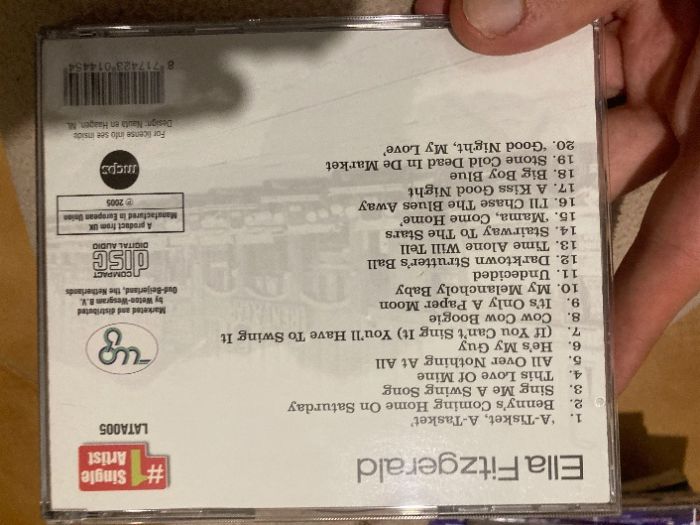 Ella Fitzgerald
#1
Single
Artist
LATA005
1. 'A-Tisket, A-Tasket'
2. Benny's Coming Home On Saturday
3. Sing Me A Swing Song
4. This Love Of Mine
5. All Over Nothing At All
6. He's My Guy
7. (If You Can't Sing It) You'll Have To Swing It
8. Cow Cow Boogie
9. It's Only A Paper Moon
10. My Melancholy Baby
11. Undecided
12. Darktown Strutter's Ball
13. Time Alone Will Tell
14. Stairway To The Stars
15. 'Mama, Come Home'
16. I'll Chase The Blues Away
17. A Kiss Good Night
18. Big Boy Blue
19. Stone Cold Dead In De Market
20. 'Good Night, My Love'
wg
Marketed and distributed
by Weton-Wesgram B.V.
Oud-Beijerland, the Netherlands
COMPACT
disc
DIGITAL AUDIO
A product from UK
Manufactured in European Union
℗ 2005
mcps
For license info see inside
Design: Nauta en Haagen, NL
8 717423 014454